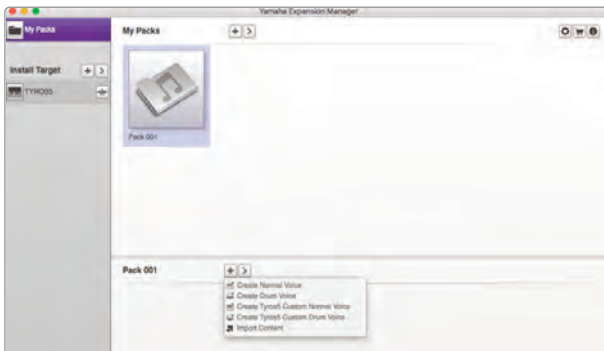 Yamaha Expansion Manager
My Packs
My Packs
+ >
Install Target
+ >
TYROS5
Pack 001
Pack 001
+ >
Create Normal Voice
Create Drum Voice
Create Tyros5 Custom Normal Voice
Create Tyros5 Custom Drum Voice
Import Content